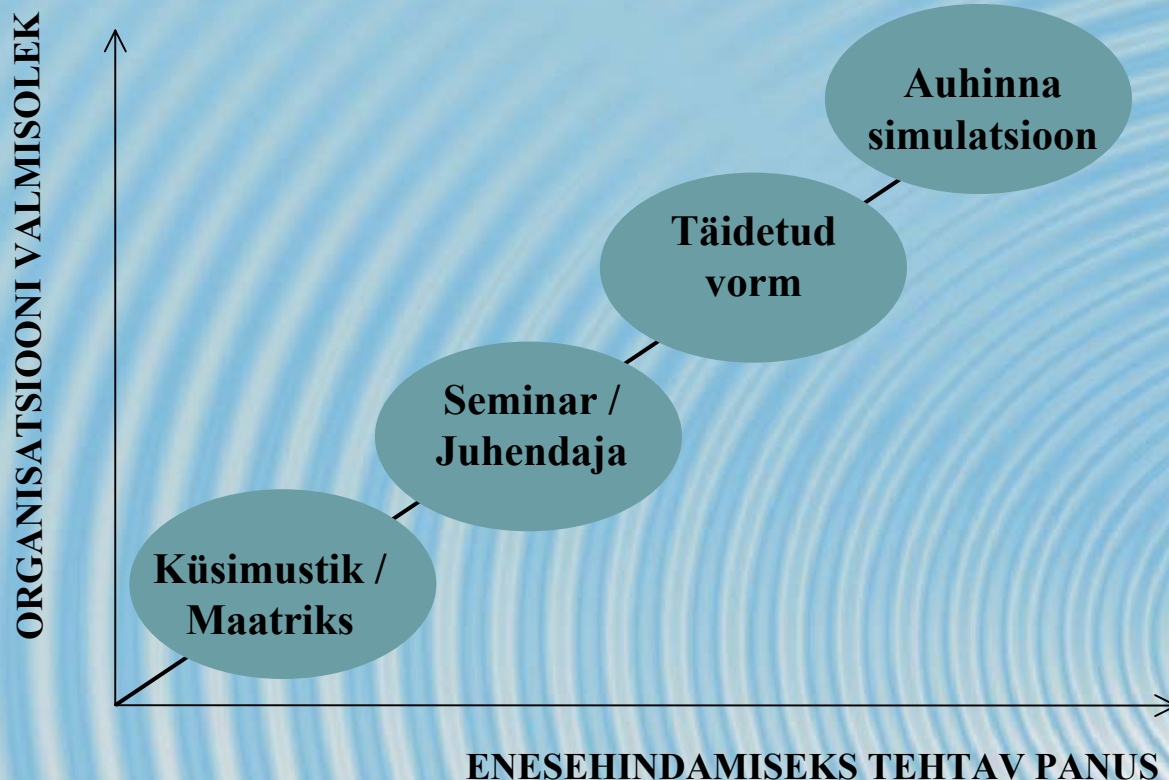 ORGANISATSIOONI VALMISOLEK
Auhinna
simulatsioon
Täidetud
vorm
Seminar /
Juhendaja
Küsimustik /
Maatriks
ENESEHINDAMISEKS TEHTAV PANUS